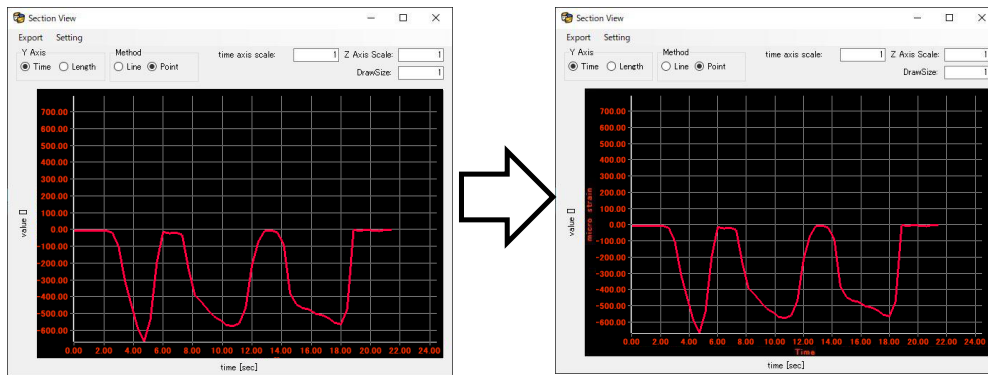 Section View
Export Setting
Y Axis Method time axis scale: 1 Z Axis Scale: 1
Time Length Line Point DrawSize: 1
700.00
600.00
500.00
400.00
300.00
200.00
100.00
0.00
-100.00
-200.00
-300.00
-400.00
-500.00
-600.00
value []
0.00 2.00 4.00 6.00 8.00 10.00 12.00 14.00 16.00 18.00 20.00 22.00 24.00
time [sec]
Section View
Export Setting
Y Axis Method time axis scale: 1 Z Axis Scale: 1
Time Length Line Point DrawSize: 1
700.00
600.00
500.00
400.00
300.00
200.00
100.00
0.00
-100.00
-200.00
-300.00
-400.00
-500.00
-600.00
value []
micro strain
0.00 2.00 4.00 6.00 8.00 10.00 12.00 14.00 16.00 18.00 20.00 22.00 24.00
Time
time [sec]